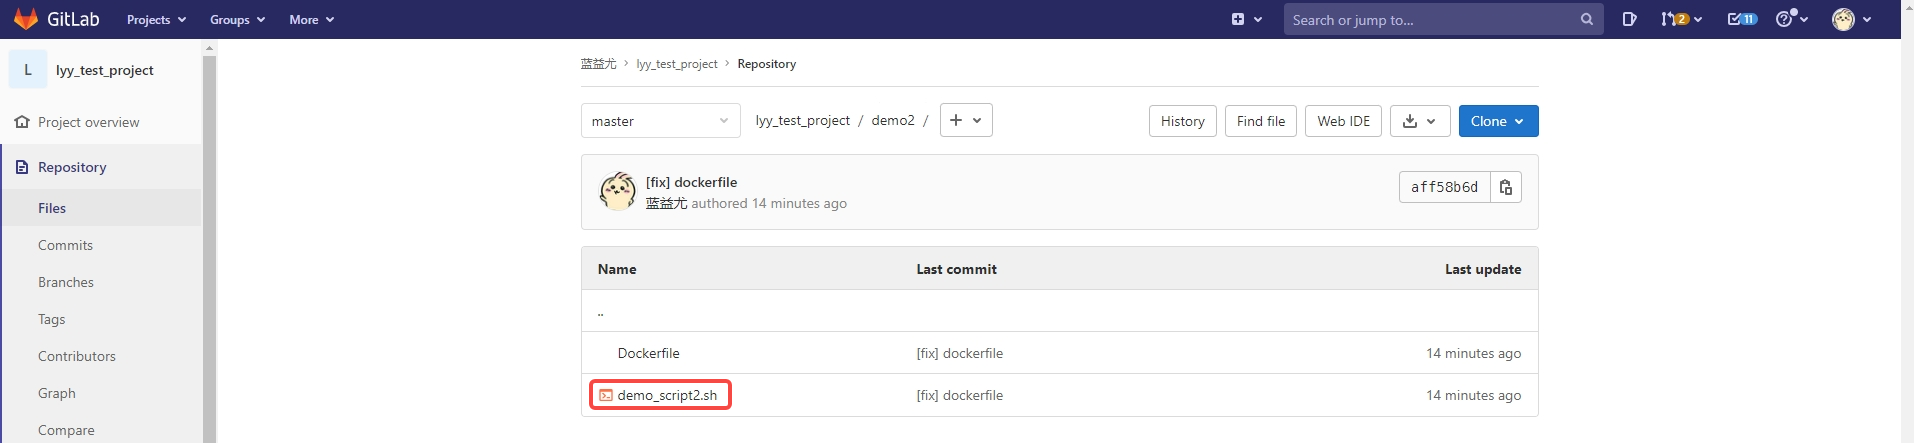 GitLab Projects Groups More Search or jump to... 2 11
L lyy_test_project
Project overview
Repository
Files
Commits
Branches
Tags
Contributors
Graph
Compare
蓝益尤 > lyy_test_project > Repository
master lyy_test_project / demo2 / + History Find file Web IDE Clone
[fix] dockerfile
蓝益尤 authored 14 minutes ago
aff58b6d
Name Last commit Last update
..
Dockerfile [fix] dockerfile 14 minutes ago
demo_script2.sh [fix] dockerfile 14 minutes ago